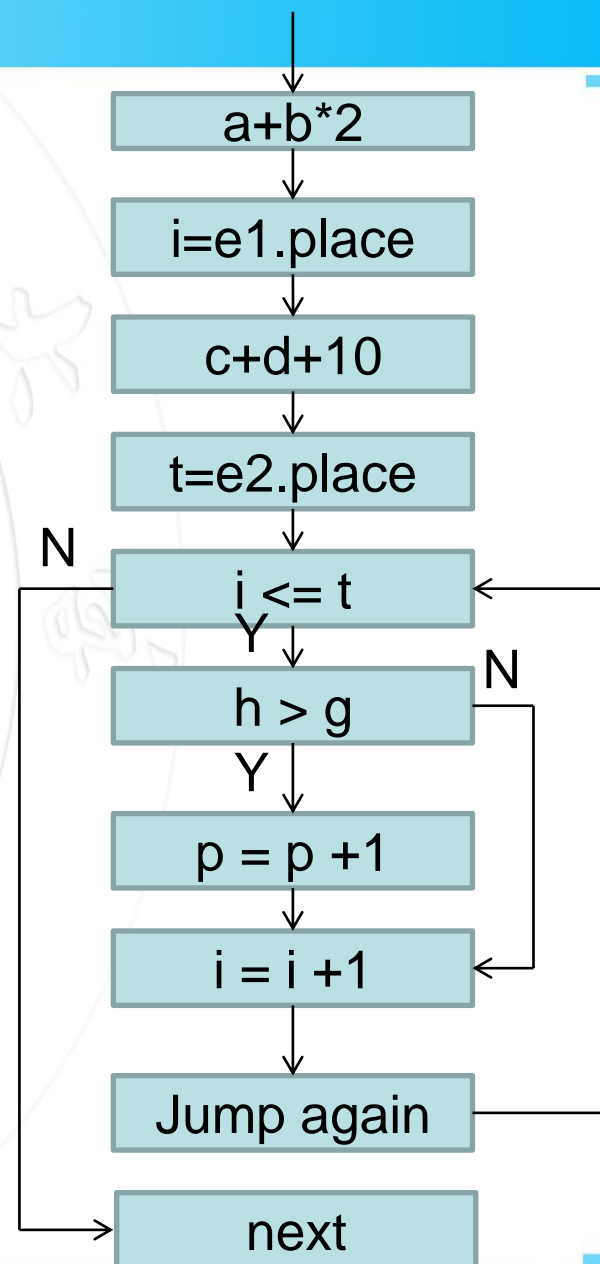 a+b*2
i=e1.place
c+d+10
t=e2.place
N
i <= t
Y
N
h > g
Y
p = p +1
i = i +1
Jump again
next